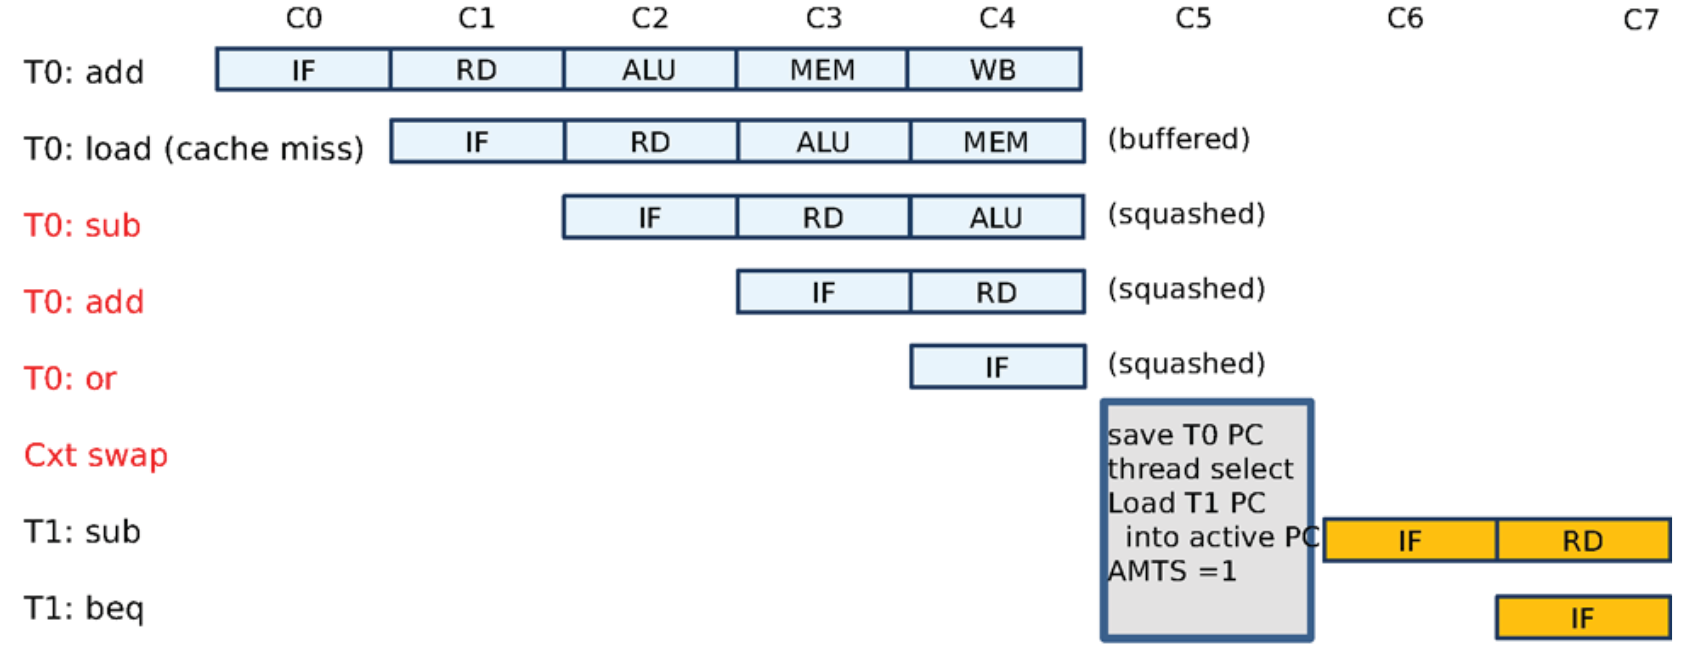 C0 C1 C2 C3 C4 C5 C6 C7
T0: add IF RD ALU MEM WB
T0: load (cache miss) IF RD ALU MEM (buffered)
T0: sub IF RD ALU (squashed)
T0: add IF RD (squashed)
T0: or IF (squashed)
Cxt swap
save T0 PC
thread select
Load T1 PC
into active PC
AMTS =1
T1: sub IF RD
T1: beq IF